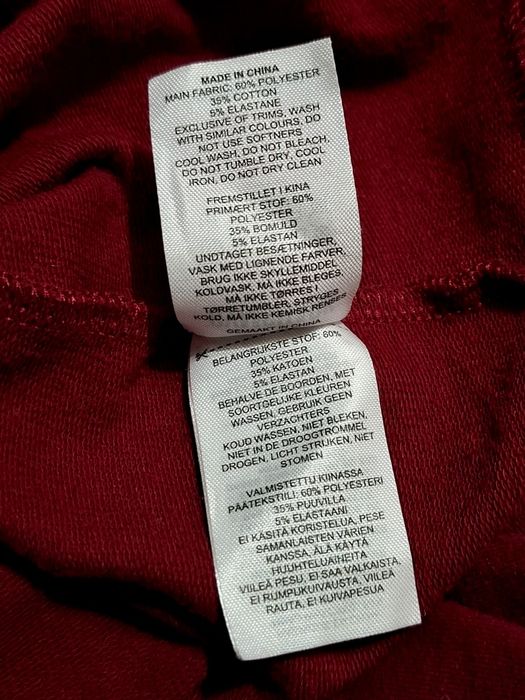 MADE IN CHINA
MAIN FABRIC: 60% POLYESTER
35% COTTON
5% ELASTANE
EXCLUSIVE OF TRIMS, WASH
WITH SIMILAR COLOURS, DO
NOT USE SOFTNERS
COOL WASH, DO NOT BLEACH,
DO NOT TUMBLE DRY, COOL
IRON, DO NOT DRY CLEAN
FREMSTILLET I KINA
PRIMÆRT STOF: 60%
POLYESTER
35% BOMULD
5% ELASTAN
UNDTAGET BESÆTNINGER,
VASK MED LIGNENDE FARVER,
BRUG IKKE SKYLLEMIDDEL
KOLDVASK, MÅ IKKE BLEGES,
MÅ IKKE TØRRES I
TØRRETUMBLER, STRYGES
KOLD, MÅ IKKE KEMISK RENSES
GEMAAKT IN CHINA
BELANGRIJKSTE STOF: 60%
POLYESTER
35% KATOEN
5% ELASTAN
BEHALVE DE BOORDEN, MET
SOORTGELIJKE KLEUREN
WASSEN, GEBRUIK GEEN
VERZACHTERS
KOUD WASSEN, NIET BLEKEN,
NIET IN DE DROOGTROMMEL
DROGEN, LICHT STRIJKEN, NIET
STOMEN
VALMISTETTU KIINASSA
PÄÄTEKSTIILI: 60% POLYESTERI
35% PUUVILLA
5% ELASTAANI
EI KÄSITÄ KORISTELUA, PESE
SAMANLAISTEN VÄRIEN
KANSSA, ÄLÄ KÄYTÄ
HUUHTELUAIHEITA
VIILEÄ PESU, EI SAA VALKAISTA,
EI RUMPUKUIVAUSTA, VIILEÄ
RAUTA, EI KUIVAPESUA